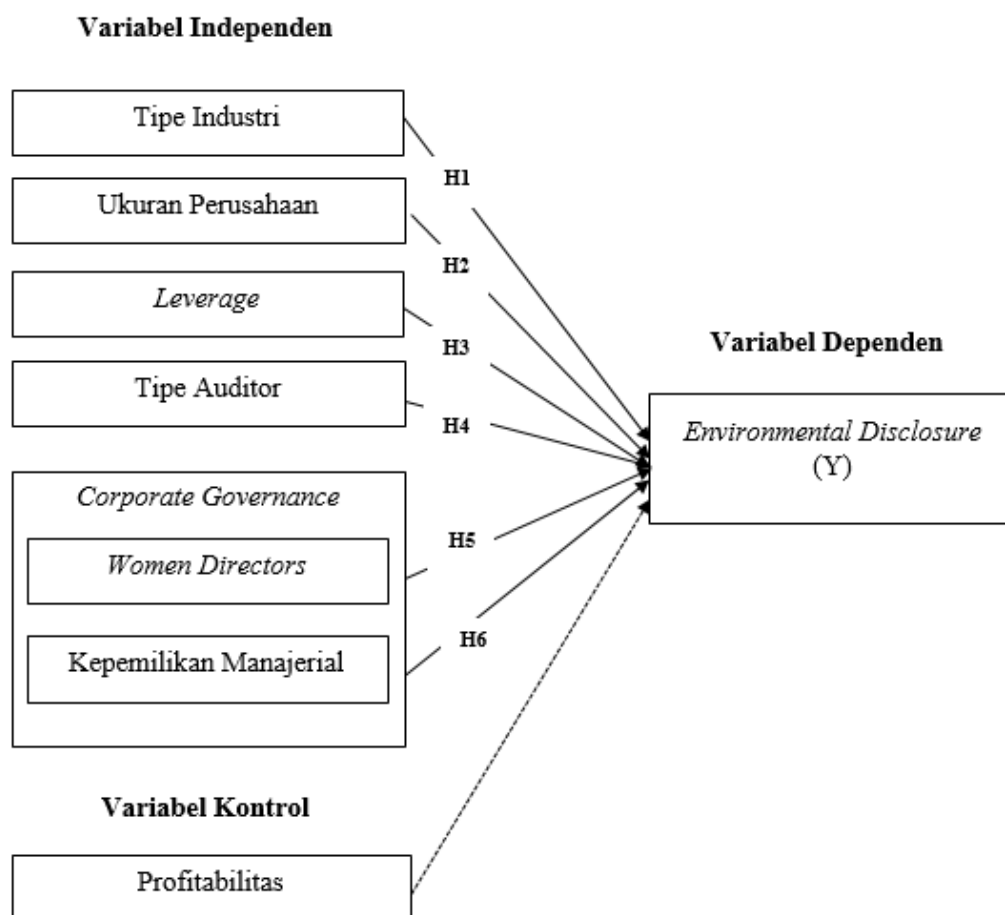 Variabel Independen
Tipe Industri
H1
Ukuran Perusahaan
H2
Leverage
H3
Variabel Dependen
Tipe Auditor
H4
Environmental Disclosure
(Y)
Corporate Governance
Women Directors
H5
Kepemilikan Manajerial
H6
Variabel Kontrol
Profitabilitas